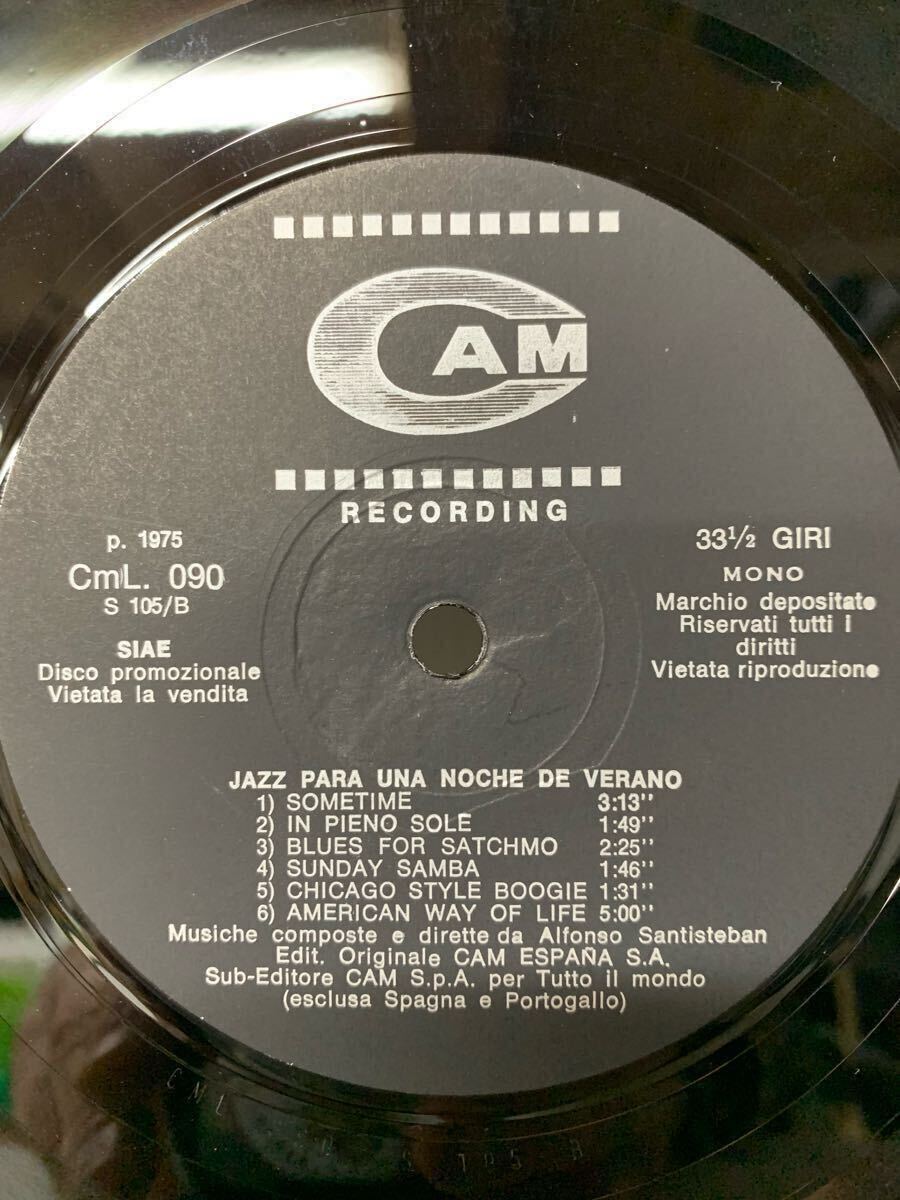 CAM
RECORDING
p. 1975
CmL. 090
S 105/B
SIAE
Disco promozionale
Vietata la vendita
33½ GIRI
MONO
Marchio depositato
Riservati tutti i
diritti
Vietata riproduzione
JAZZ PARA UNA NOCHE DE VERANO
1) SOMETIME 3:13''
2) IN PIENO SOLE 1:49''
3) BLUES FOR SATCHMO 2:25''
4) SUNDAY SAMBA 1:46''
5) CHICAGO STYLE BOOGIE 1:31''
6) AMERICAN WAY OF LIFE 5:00''
Musiche composte e dirette da Alfonso Santisteban
Edit. Originale CAM ESPAÑA S.A.
Sub-Editore CAM S.p.A. per Tutto il mondo
(esclusa Spagna e Portogallo)
CML
S 105 B